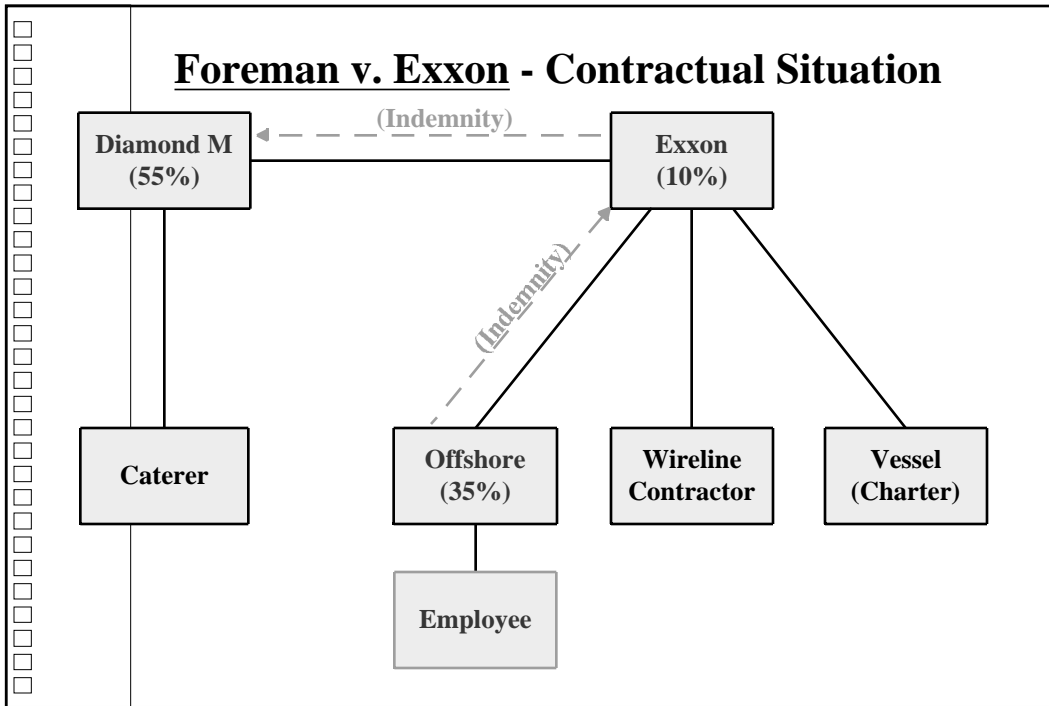 Foreman v. Exxon - Contractual Situation
(Indemnity)
Diamond M
(55%)
Exxon
(10%)
(Indemnity)
Caterer
Offshore
(35%)
Wireline
Contractor
Vessel
(Charter)
Employee